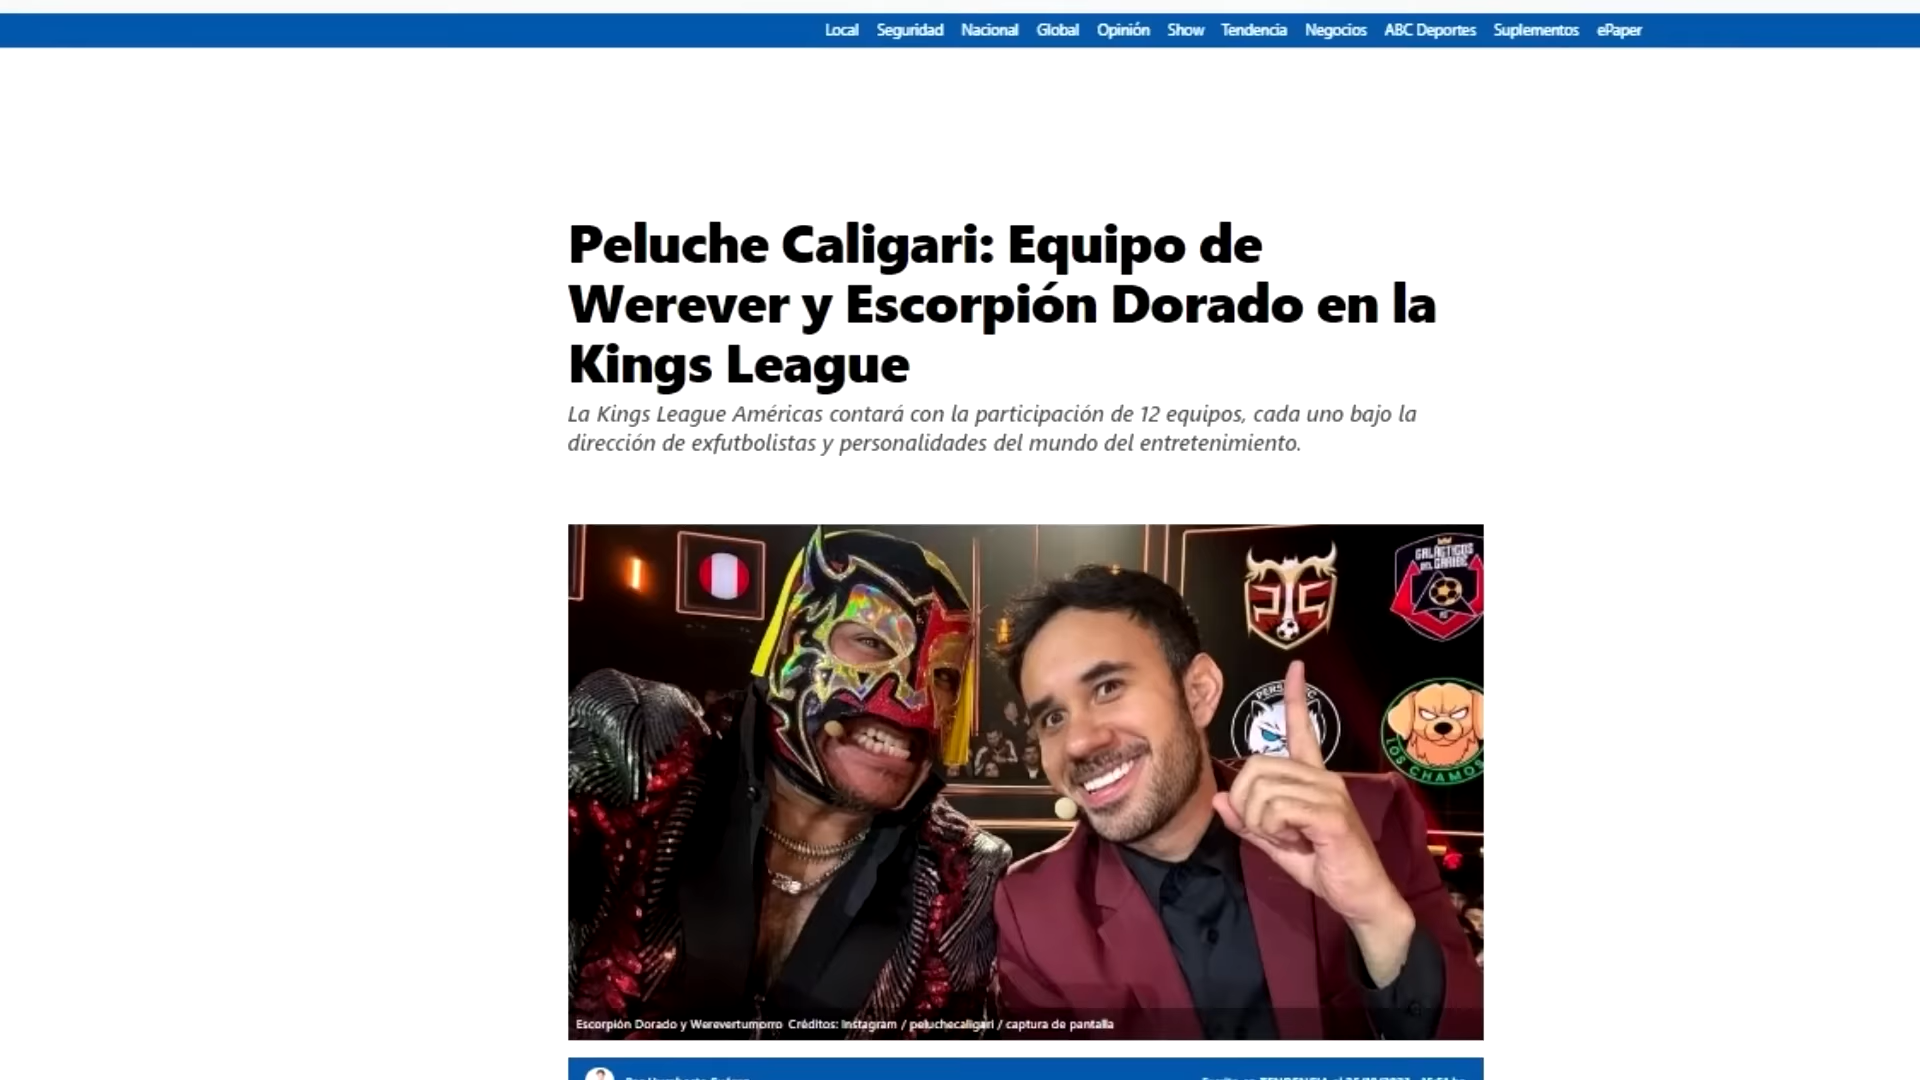 Local Seguridad Nacional Global Opinión Show Tendencia Negocios ABC Deportes Suplementos ePaper
Peluche Caligari: Equipo de
Werever y Escorpión Dorado en la
Kings League
La Kings League Américas contará con la participación de 12 equipos, cada uno bajo la
dirección de exfutbolistas y personalidades del mundo del entretenimiento.
GALÁCTICOS
DEL CARIBE
LOS CHAMOS
Escorpión Dorado y Werevertumorro Créditos: Instagram / peluchecaligari / captura de pantalla